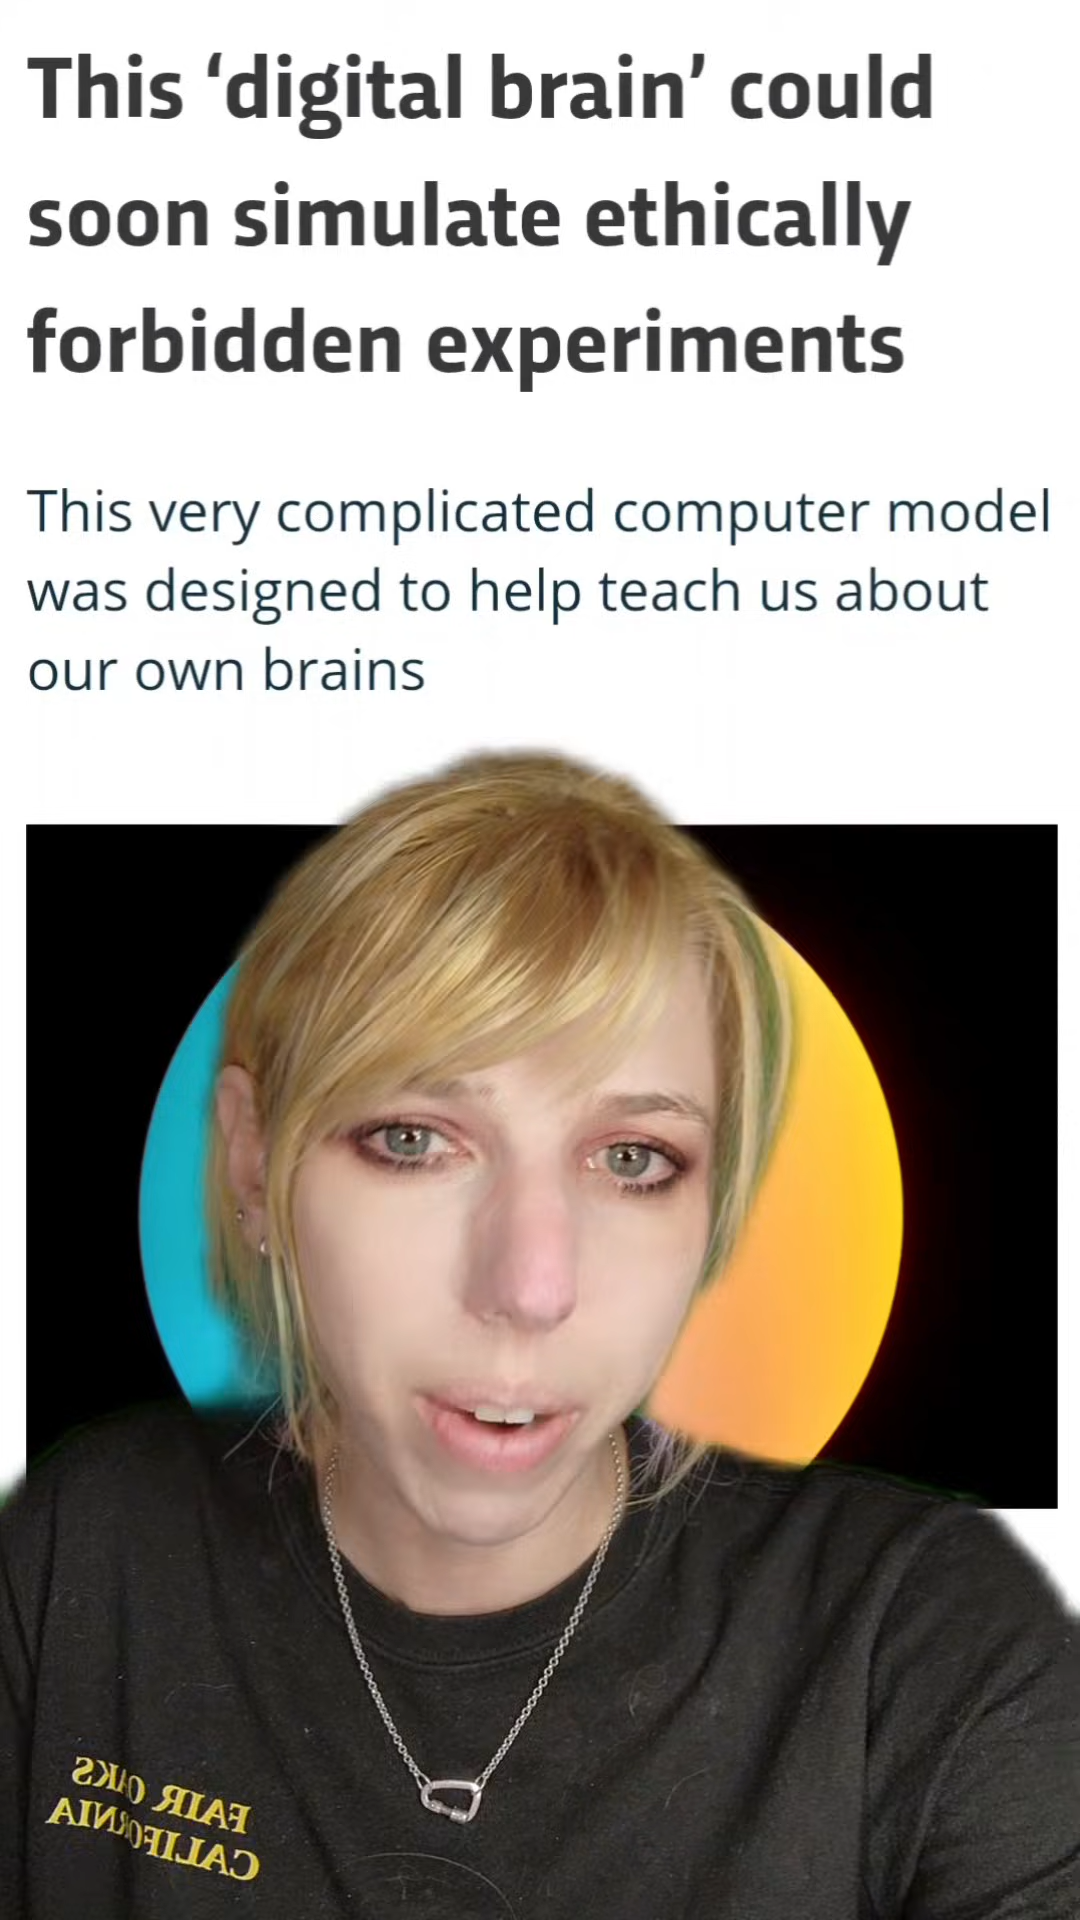 This ‘digital brain’ could
soon simulate ethically
forbidden experiments
This very complicated computer model
was designed to help teach us about
our own brains
FAIR OAKS
CALIFORNIA